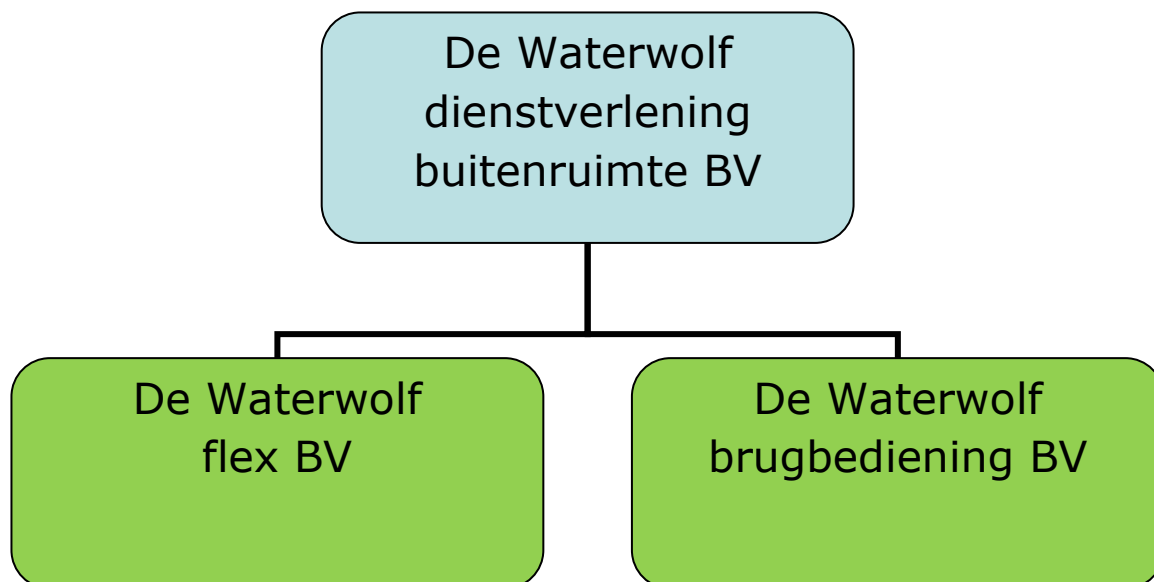 De Waterwolf
dienstverlening
buitenruimte BV
De Waterwolf
flex BV
De Waterwolf
brugbediening BV